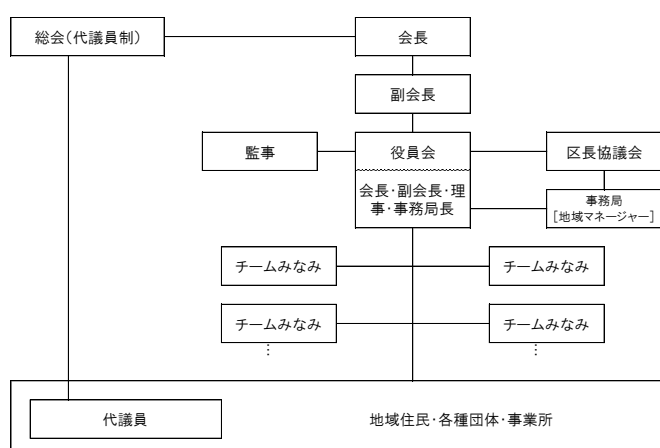 総会(代議員制)
会長
副会長
監事
役員会
区長協議会
会長・副会長・理
事・事務局長
事務局
[地域マネージャー]
チームみなみ
チームみなみ
チームみなみ
チームみなみ
⋮
⋮
代議員
地域住民・各種団体・事業所